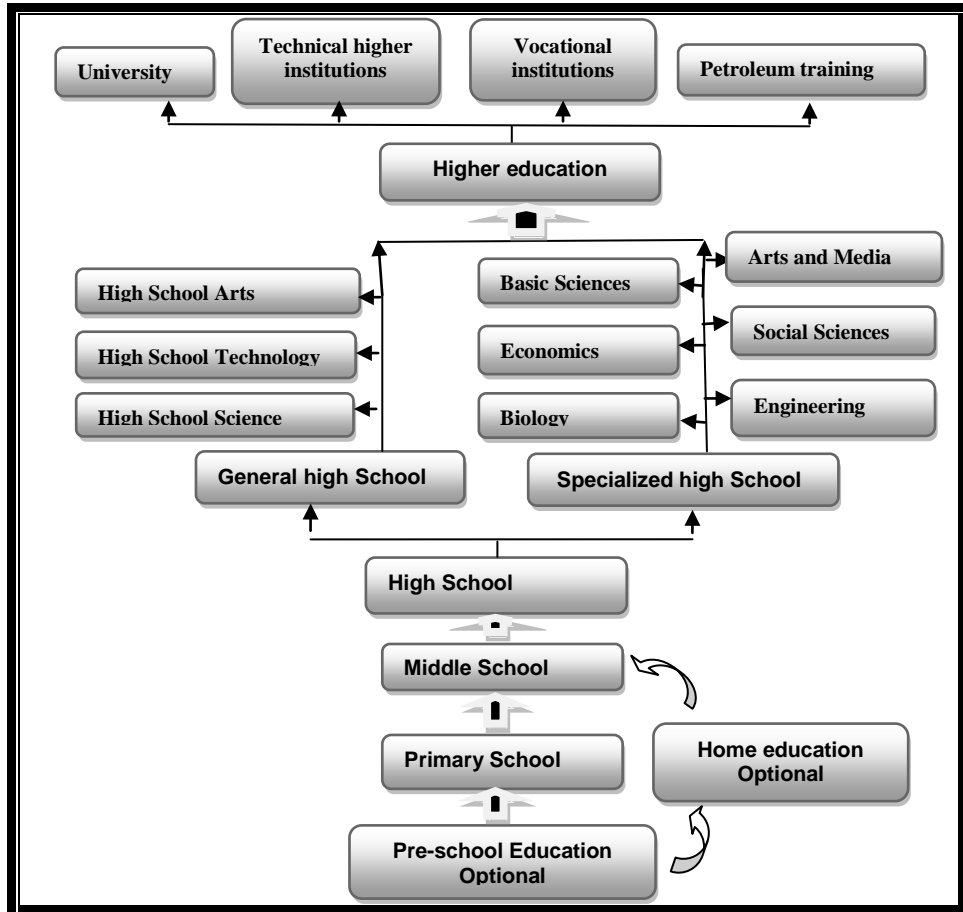 University
Technical higher
institutions
Vocational
institutions
Petroleum training
Higher education
Arts and Media
High School Arts
Basic Sciences
Social Sciences
High School Technology
Economics
Engineering
High School Science
Biology
General high School
Specialized high School
High School
Middle School
Primary School
Home education
Optional
Pre-school Education
Optional